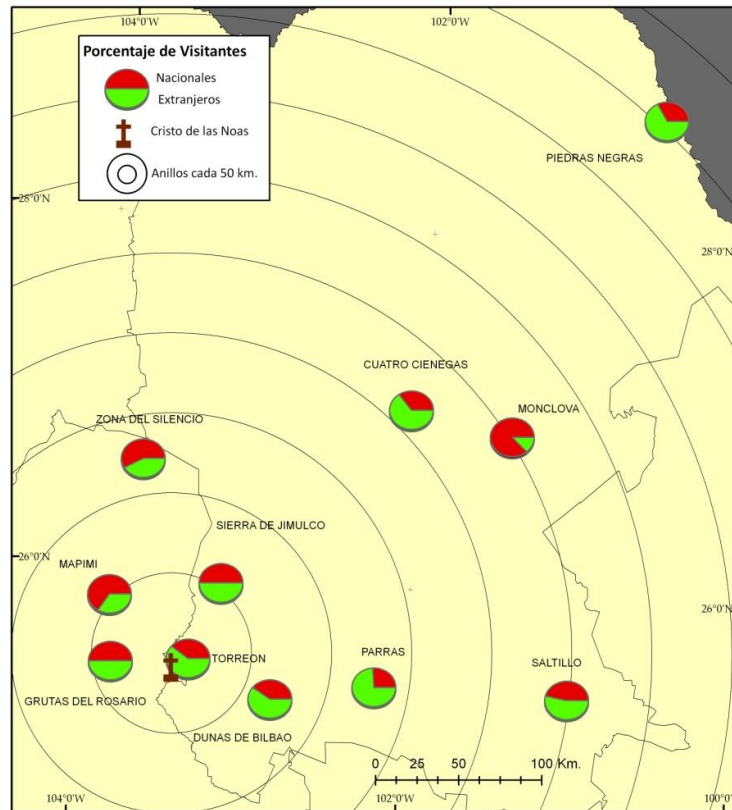 104°0'W
102°0'W
Porcentaje de Visitantes
Nacionales
Extranjeros
Cristo de las Noas
Anillos cada 50 km.
PIEDRAS NEGRAS
28°0'N
28°0'N
CUATRO CIENEGAS
MONCLOVA
ZONA DEL SILENCIO
SIERRA DE JIMULCO
26°0'N
MAPIMI
26°0'N
TORREON
PARRAS
SALTILLO
GRUTAS DEL ROSARIO
DUNAS DE BILBAO
0 25 50 100 Km.
104°0'W
102°0'W
100°0'W